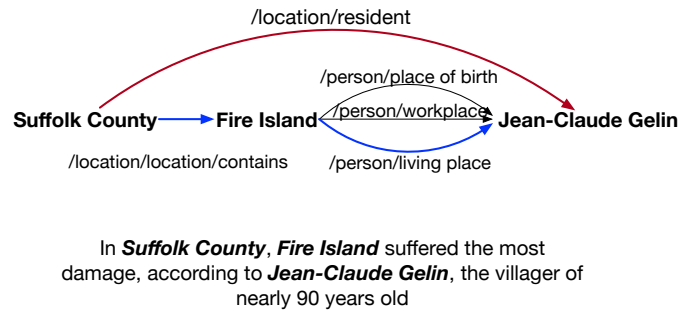 /location/resident
/person/place of birth
/person/workplace
Suffolk County Fire Island Jean-Claude Gelin
/location/location/contains /person/living place
In Suffolk County, Fire Island suffered the most
damage, according to Jean-Claude Gelin, the villager of
nearly 90 years old